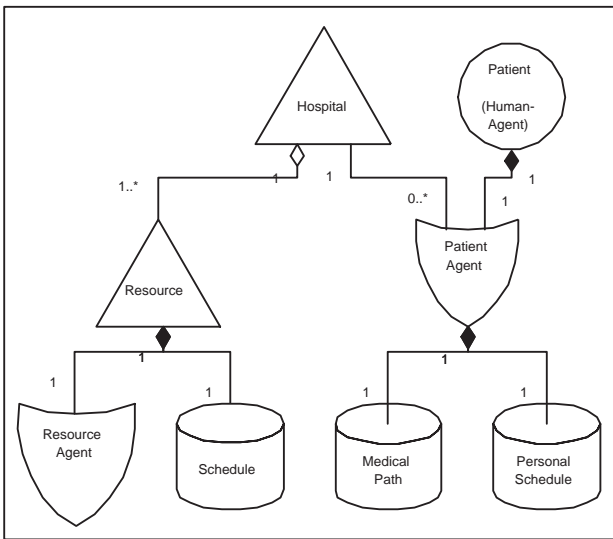 Patient
(Human-
Agent)
Hospital
1..*
1
1
0..*
1
1
Patient
Agent
Resource
1
1
1
1
1
1
Resource
Agent
Schedule
Medical
Path
Personal
Schedule